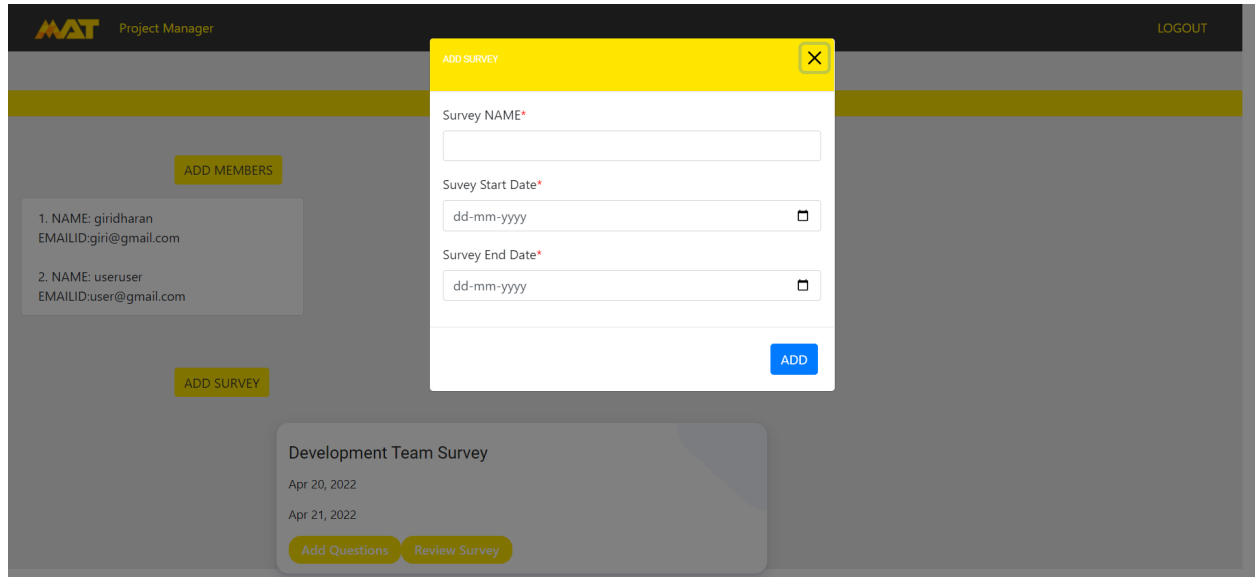 MAT Project Manager LOGOUT
ADD SURVEY
Survey NAME*
Suvey Start Date*
dd-mm-yyyy
Survey End Date*
dd-mm-yyyy
ADD
ADD MEMBERS
1. NAME: giridharan
EMAILID:giri@gmail.com
2. NAME: useruser
EMAILID:user@gmail.com
ADD SURVEY
Development Team Survey
Apr 20, 2022
Apr 21, 2022
Add Questions Review Survey